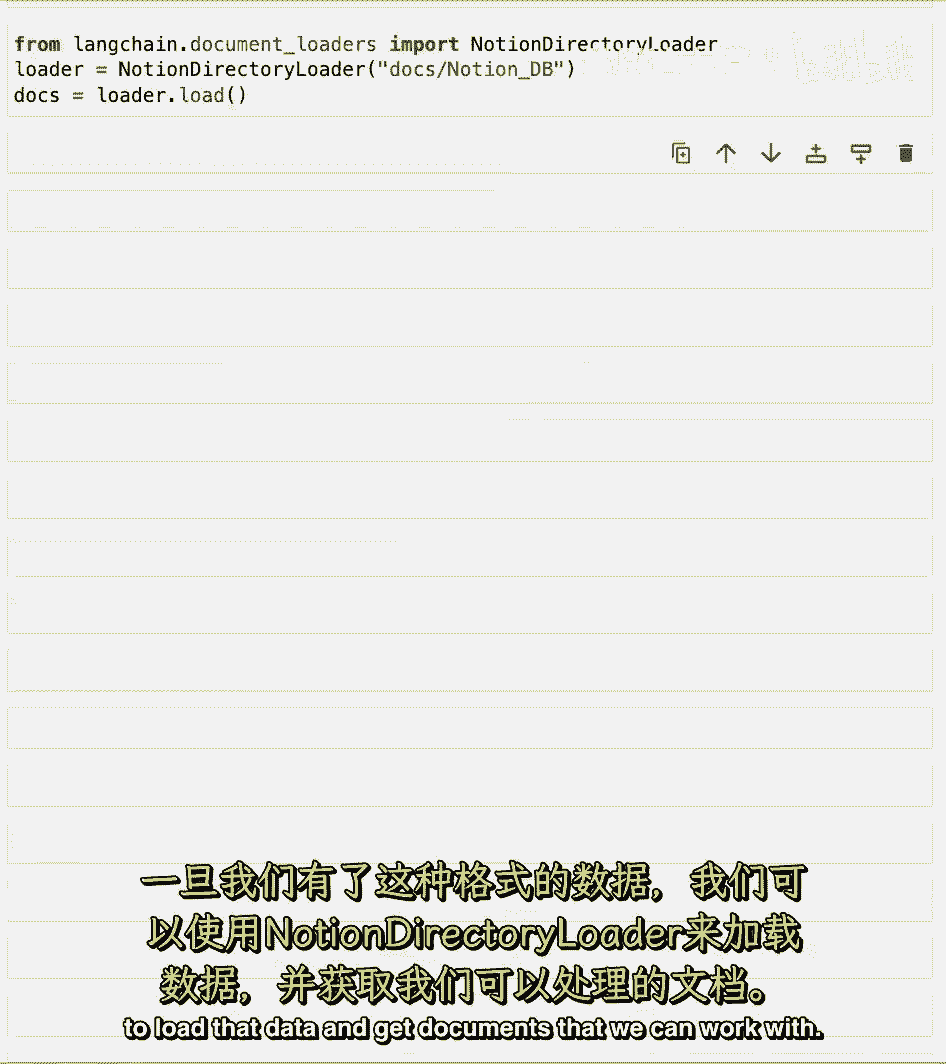 from langchain.document_loaders import NotionDirectoryLoader
loader = NotionDirectoryLoader("docs/Notion_DB")
docs = loader.load()
一旦我们有了这种格式的数据，我们可
以使用NotionDirectoryLoader来加载
数据，并获取我们可以处理的文档。
to load that data and get documents that we can work with.